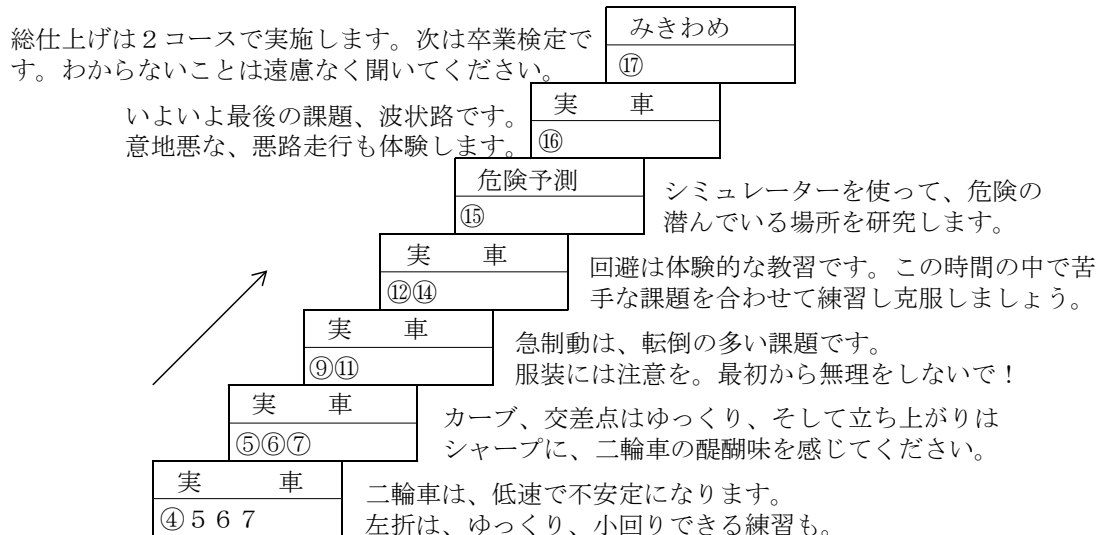 総仕上げは２コースで実施します。次は卒業検定で
す。わからないことは遠慮なく聞いてください。
みきわめ
⑰
いよいよ最後の課題、波状路です。
意地悪な、悪路走行も体験します。
実　車
⑯
危険予測
⑮
シミュレーターを使って、危険の
潜んでいる場所を研究します。
実　車
⑫⑭
回避は体験的な教習です。この時間の中で苦
手な課題を合わせて練習し克服しましょう。
実　車
⑨⑪
急制動は、転倒の多い課題です。
服装には注意を。最初から無理をしないで！
実　車
⑤⑥⑦
カーブ、交差点はゆっくり、そして立ち上がりは
シャープに、二輪車の醍醐味を感じてください。
実　車
④５６７
二輪車は、低速で不安定になります。
左折は、ゆっくり、小回りできる練習も。